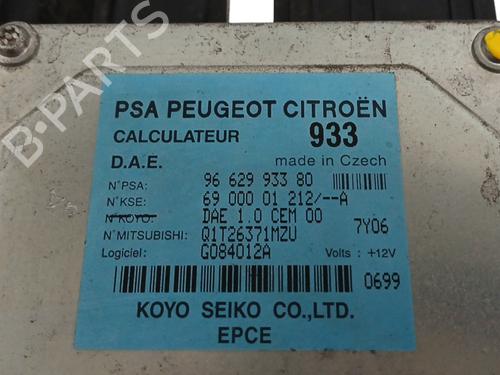 B-PARTS
PSA PEUGEOT CITROËN
CALCULATEUR 933
D.A.E. made in Czech
N°PSA: 96 629 933 80
N°KSE: 69 000 01 212/--A
N°KOYO: DAE 1.0 CEM 00
N°MITSUBISHI: Q1T26371MZU 7Y06
Logiciel: G084012A Volts : +12V
0699
KOYO SEIKO CO.,LTD.
EPCE